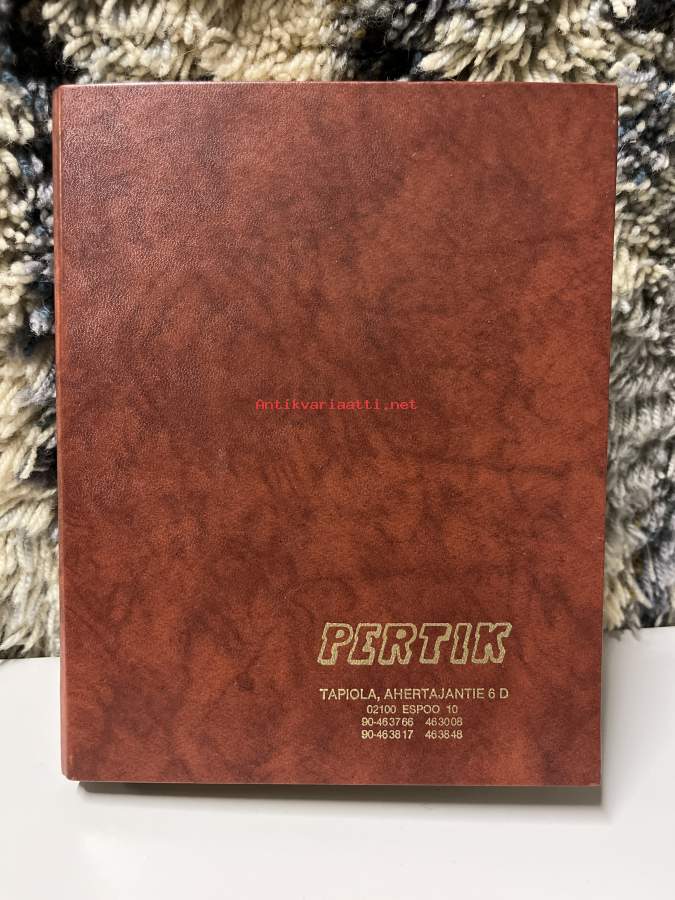 Antikvariaatti.net
PERTIK
TAPIOLA, AHERTAJANTIE 6 D
02100 ESPOO 10
90-463766 463008
90-463817 463848